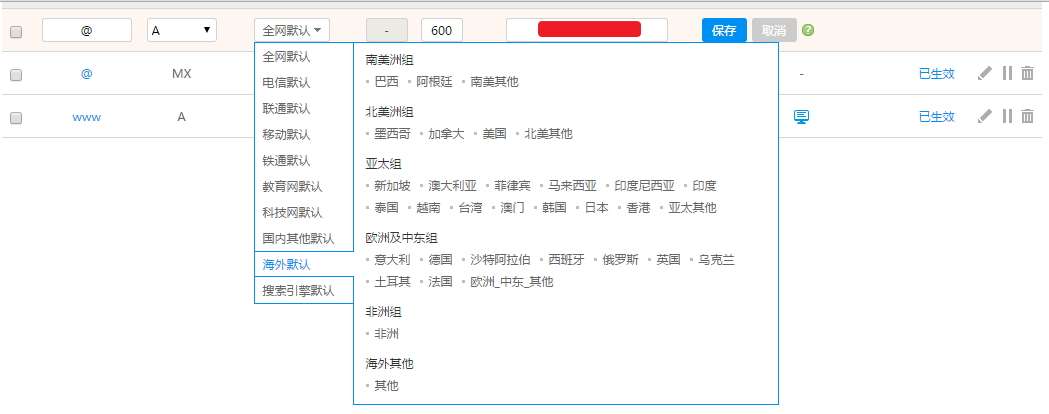 @ A 全网默认 - 600 保存 取消 ?
全网默认
电信默认
联通默认
移动默认
铁通默认
教育网默认
科技网默认
国内其他默认
海外默认
搜索引擎默认
南美洲组
巴西 阿根廷 南美其他
北美洲组
墨西哥 加拿大 美国 北美其他
亚太组
新加坡 澳大利亚 菲律宾 马来西亚 印度尼西亚 印度
泰国 越南 台湾 澳门 韩国 日本 香港 亚太其他
欧洲及中东组
意大利 德国 沙特阿拉伯 西班牙 俄罗斯 英国 乌克兰
土耳其 法国 欧洲_中东_其他
非洲组
非洲
海外其他
其他
@ MX - 已生效
www A 已生效